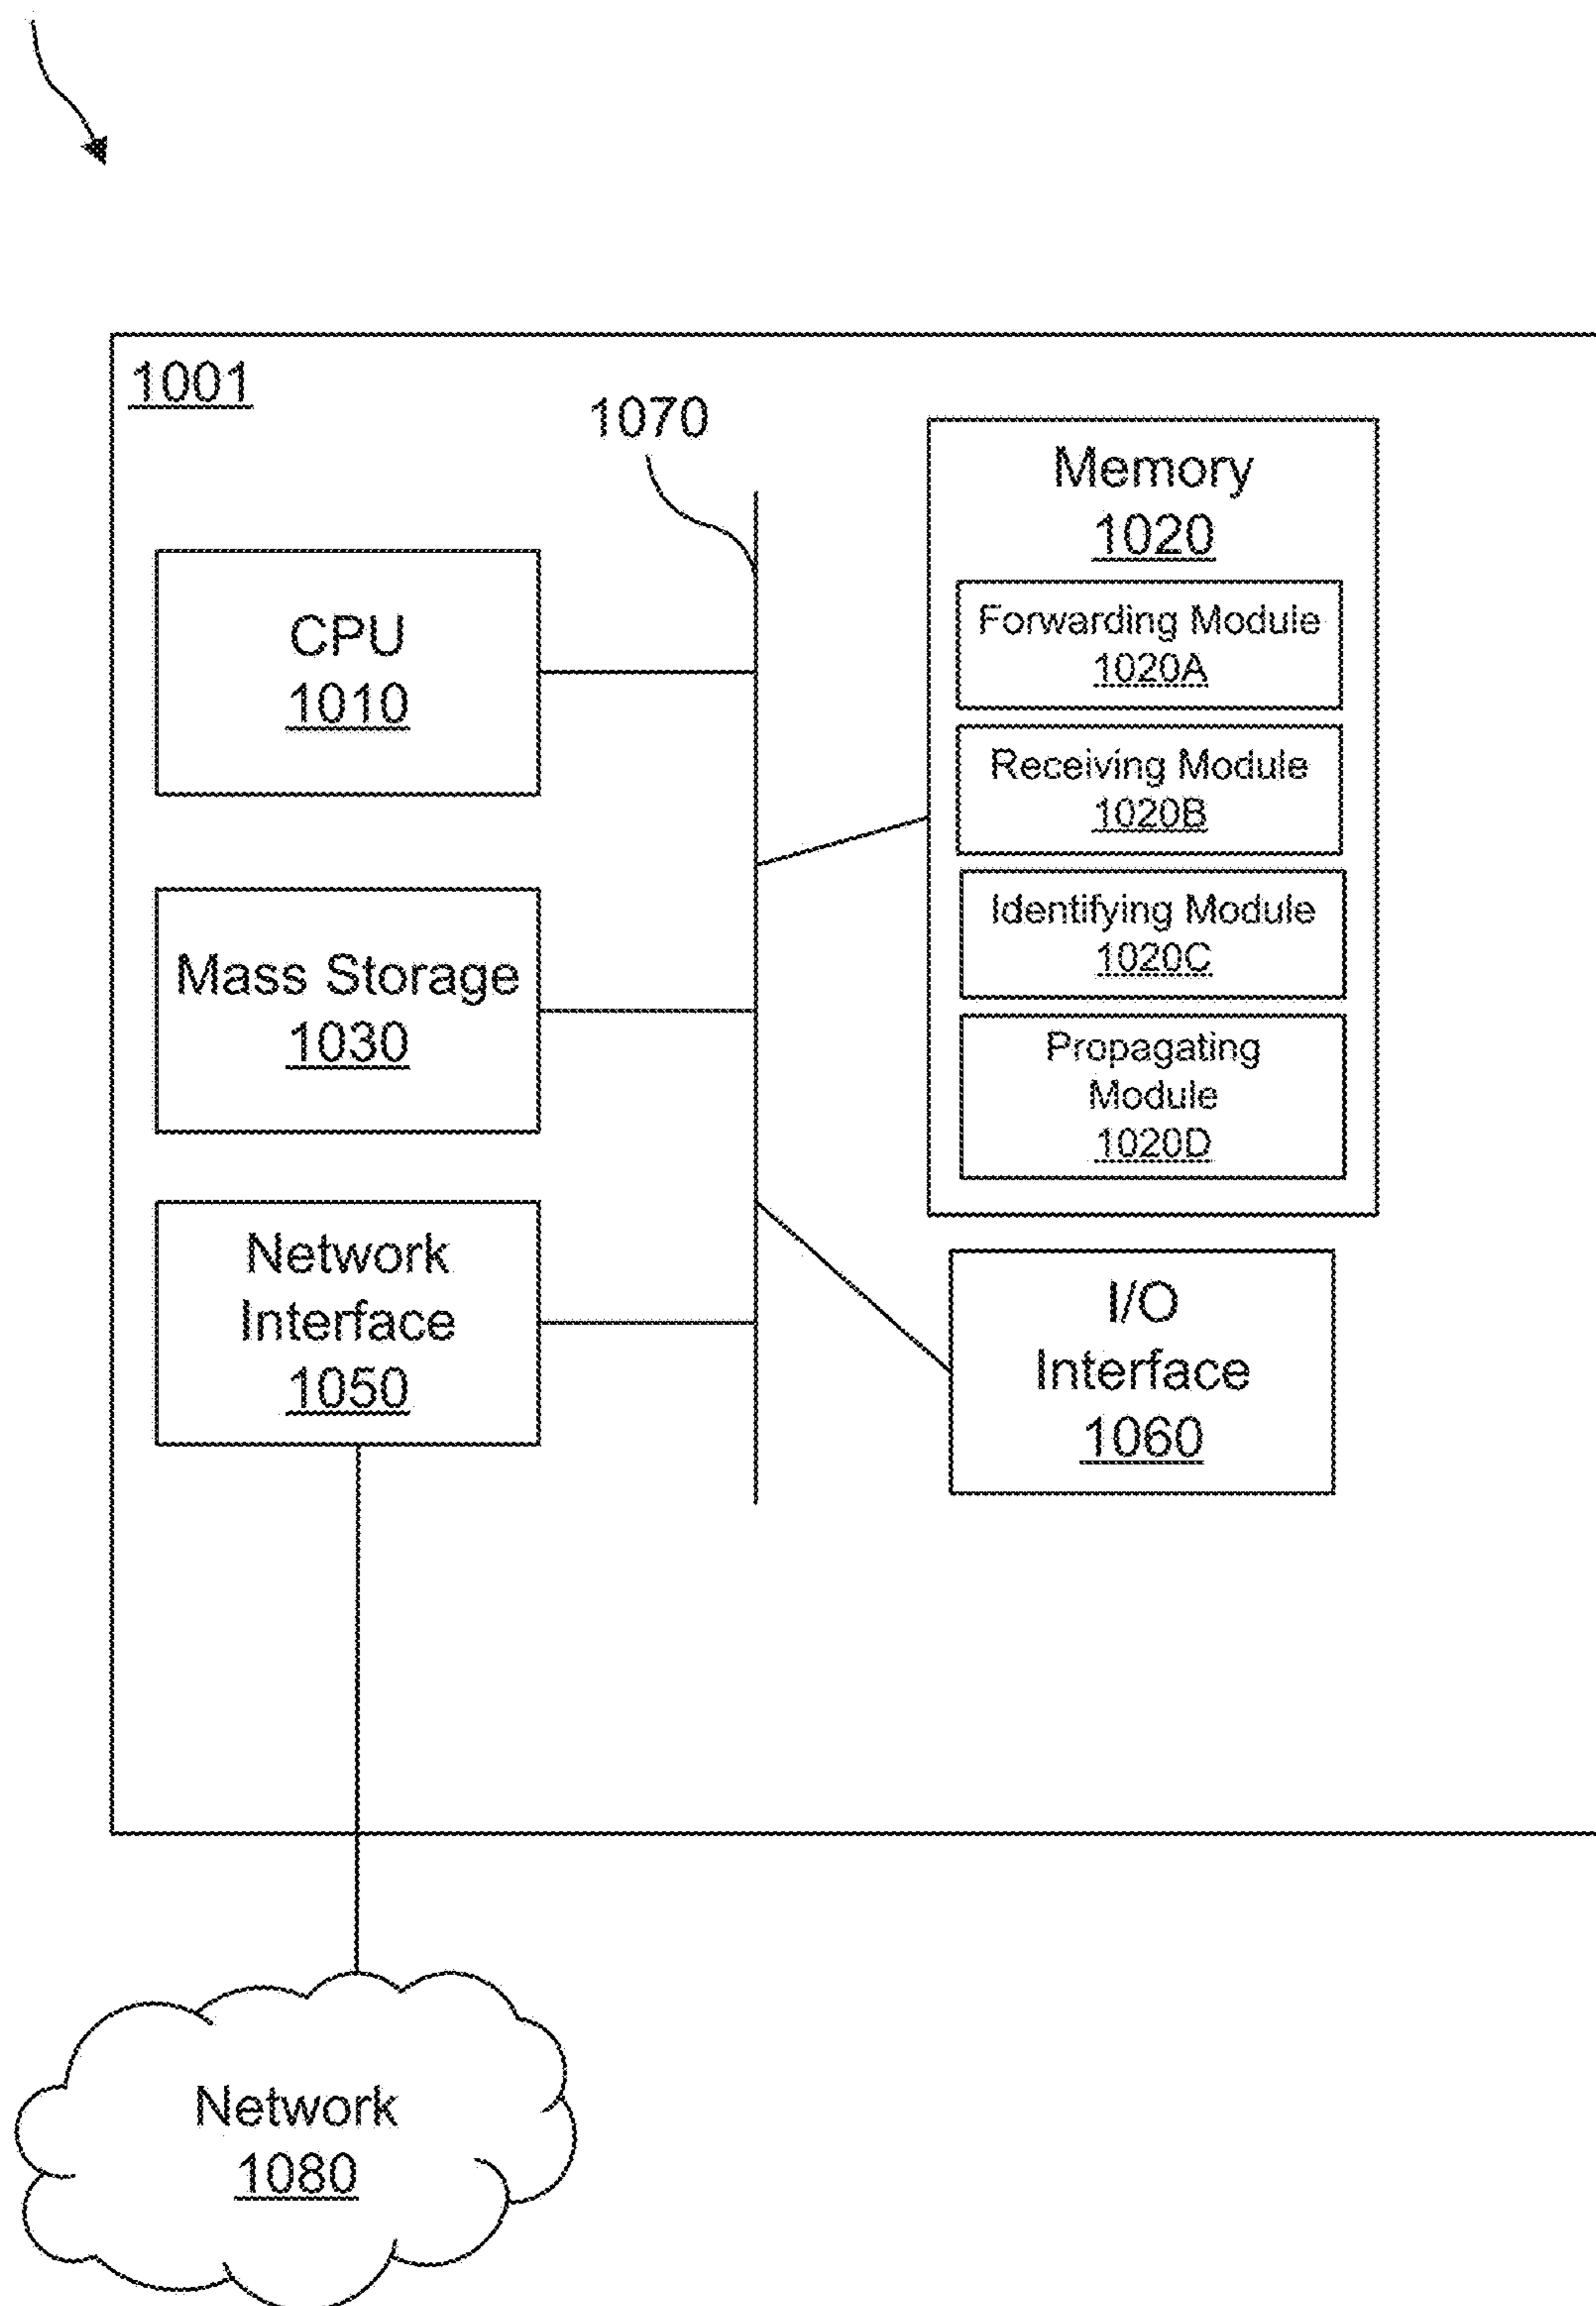 1001
1070
CPU
1010
Mass Storage
1030
Network
Interface
1050
Memory
1020
Forwarding Module
1020A
Receiving Module
1020B
Identifying Module
1020C
Propagating
Module
1020D
I/O
Interface
1060
Network
1080